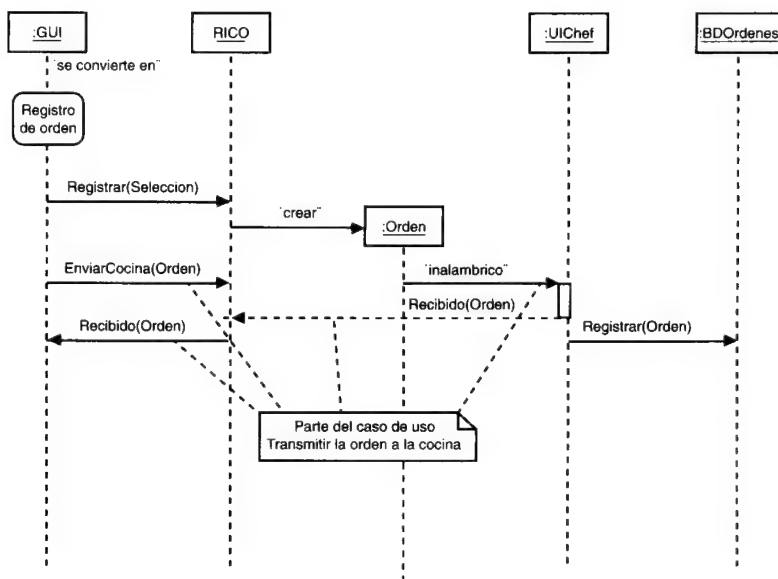 :GUI
RICO
:UIChef
:BDOrdenes
¨se convierte en¨
Registro
de orden
Registrar(Seleccion)
¨crear¨
:Orden
EnviarCocina(Orden)
¨inalambrico¨
Recibido(Orden)
Recibido(Orden)
Registrar(Orden)
Parte del caso de uso
Transmitir la orden a la cocina